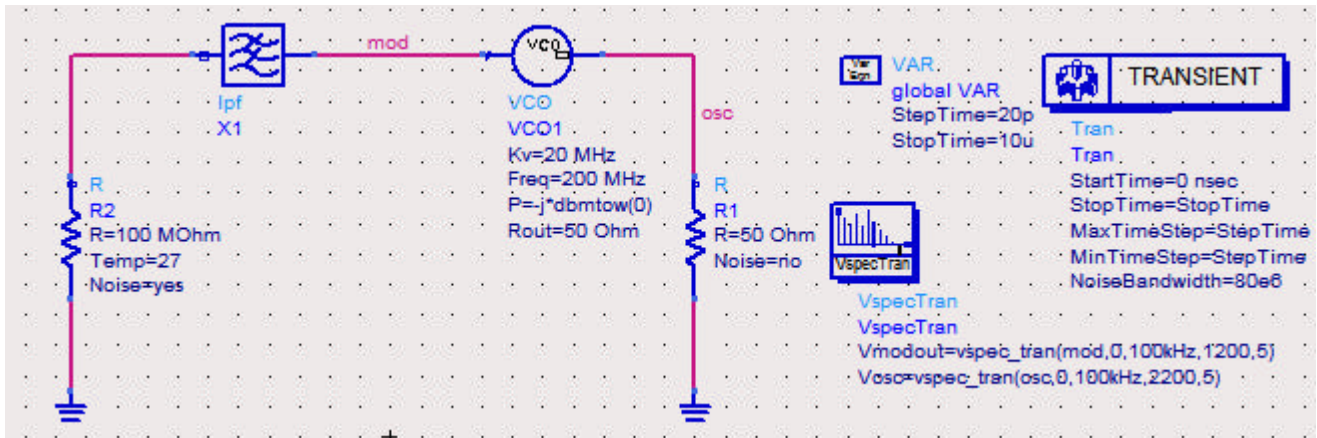 mod
VCO
lpf
X1
R
R2
R=100 MOhm
Temp=27
Noise=yes
VCO
VCO1
Kv=20 MHz
Freq=200 MHz
P=-j*dbmtow(0)
Rout=50 Ohm
osc
R
R1
R=50 Ohm
Noise=no
Var
Eqn
VAR
global VAR
StepTime=20p
StopTime=10u
TRANSIENT
Tran
Tran
StartTime=0 nsec
StopTime=StopTime
MaxTimeStep=StepTime
MinTimeStep=StepTime
NoiseBandwidth=80e6
VspecTran
VspecTran
VspecTran
Vmodout=vspec_tran(mod,0,100kHz,1200,5)
Vosc=vspec_tran(osc,0,100kHz,2200,5)